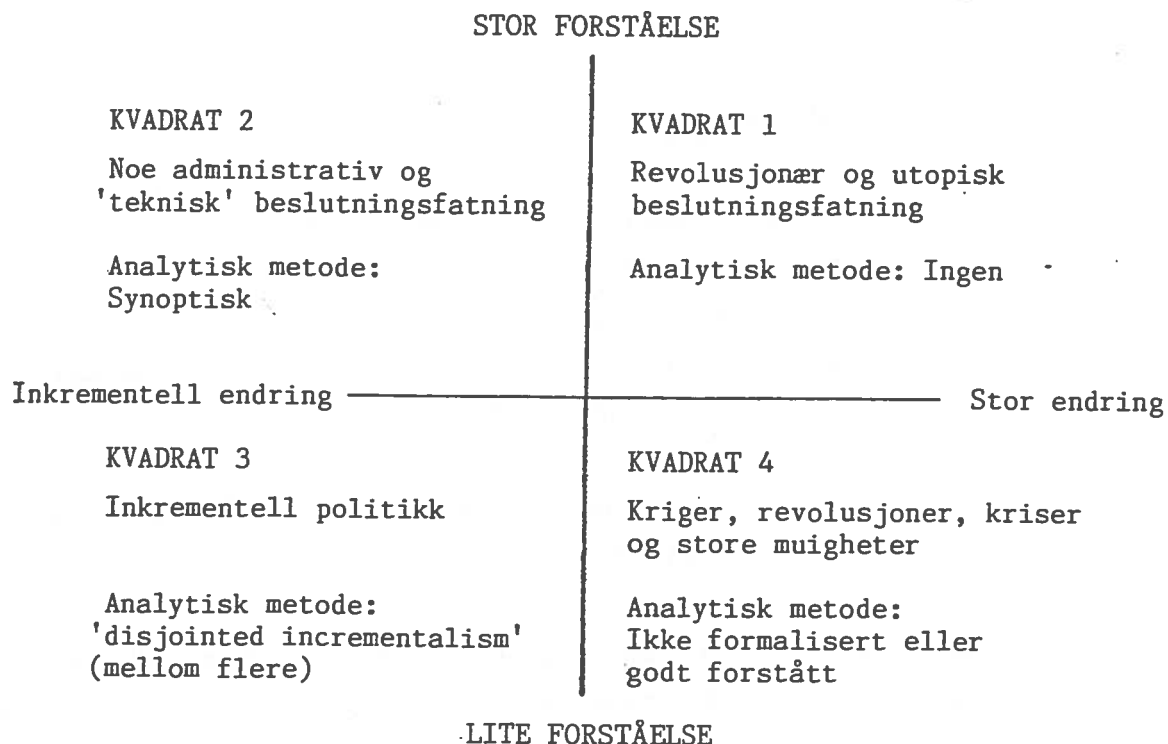 STOR FORSTÅELSE
KVADRAT 2
Noe administrativ og
'teknisk' beslutningsfatning
Analytisk metode:
Synoptisk
KVADRAT 1
Revolusjonær og utopisk
beslutningsfatning
Analytisk metode: Ingen
Inkrementell endring
Stor endring
KVADRAT 3
Inkrementell politikk
Analytisk metode:
'disjointed incrementalism'
(mellom flere)
KVADRAT 4
Kriger, revolusjoner, kriser
og store muigheter
Analytisk metode:
Ikke formalisert eller
godt forstått
LITE FORSTÅELSE